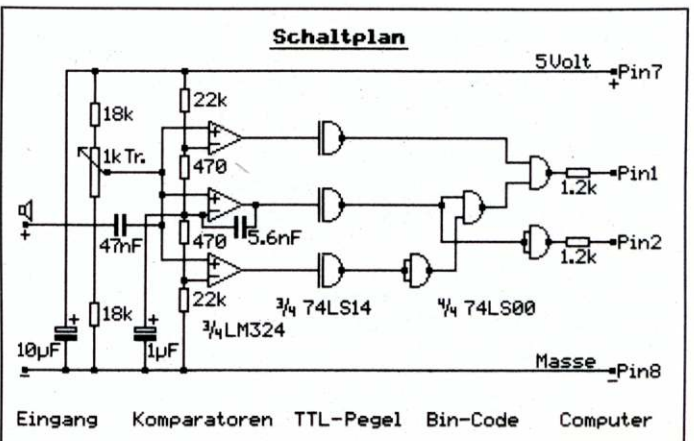 Schaltplan
5Volt
+
Pin7
22k
18k
1k Tr.
+
-
470
+
-
1.2k
Pin1
+
47nF
470
5.6nF
+
-
1.2k
Pin2
22k
18k
¾ 74LS14
4/4 74LS00
¾LM324
+
10µF
+
1µF
-
Masse
-
Pin8
Eingang Komparatoren TTL-Pegel Bin-Code Computer